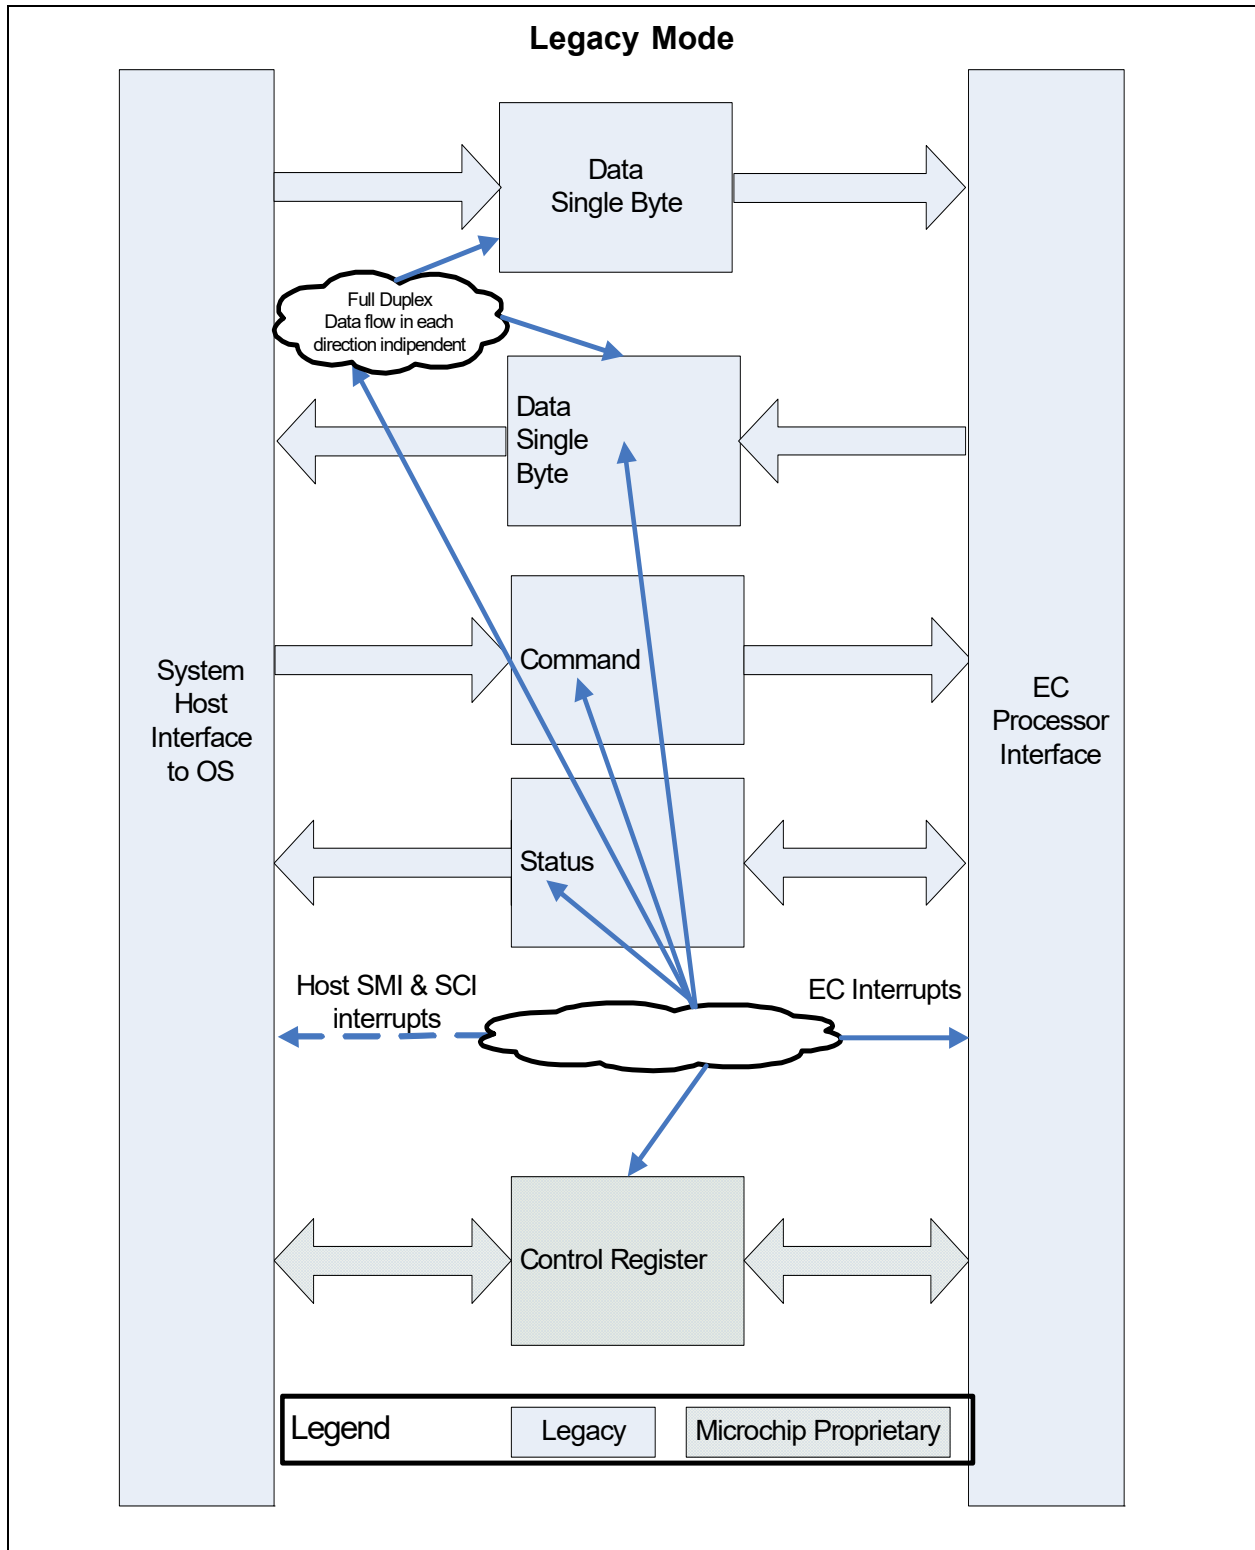 Legacy Mode
Data
Single Byte
Full Duplex
Data flow in each
direction indipendent
Data
Single
Byte
Command
System
Host
Interface
to OS
EC
Processor
Interface
Status
Host SMI & SCI
interrupts
EC Interrupts
Control Register
Legend
Legacy
Microchip Proprietary